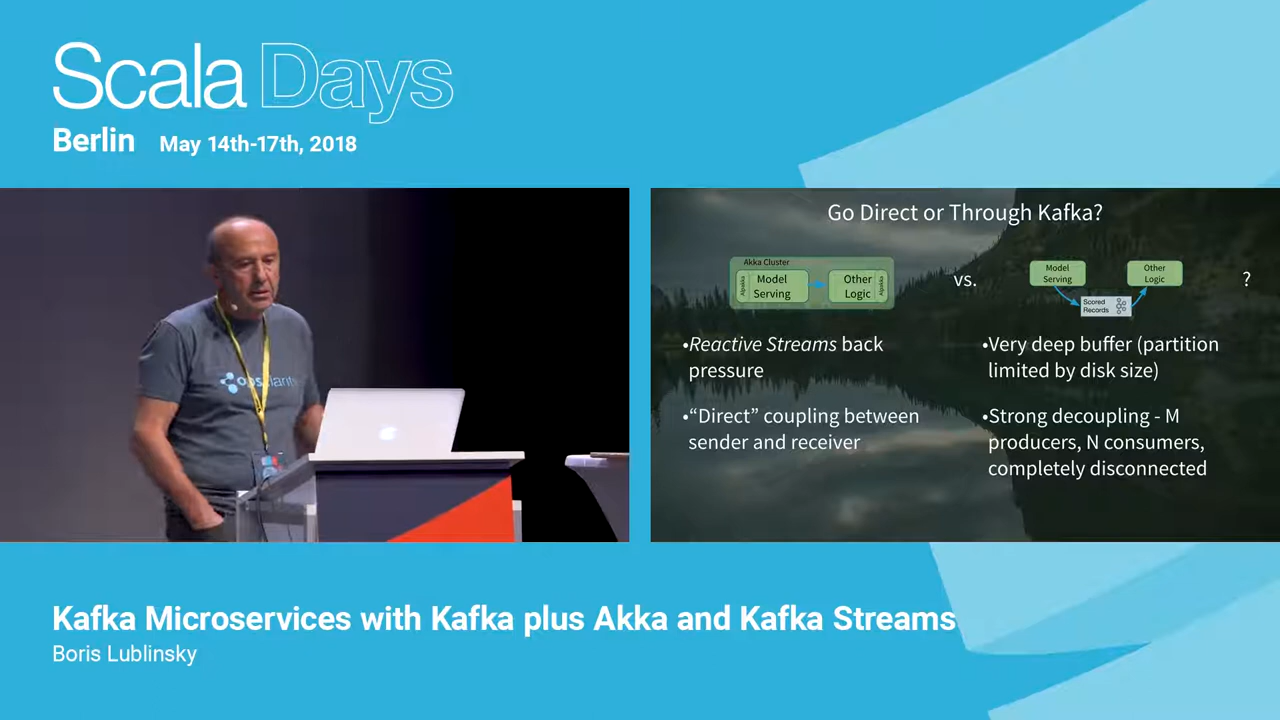 Scala Days
Berlin May 14th-17th, 2018
Go Direct or Through Kafka?
Akka Cluster
Alpakka
Model
Serving
Other
Logic
Alpakka
vs.
Model
Serving
Other
Logic
Scored
Records
?
•Reactive Streams back
pressure
•“Direct” coupling between
sender and receiver
•Very deep buffer (partition
limited by disk size)
•Strong decoupling - M
producers, N consumers,
completely disconnected
opsclarity
Kafka Microservices with Kafka plus Akka and Kafka Streams
Boris Lublinsky